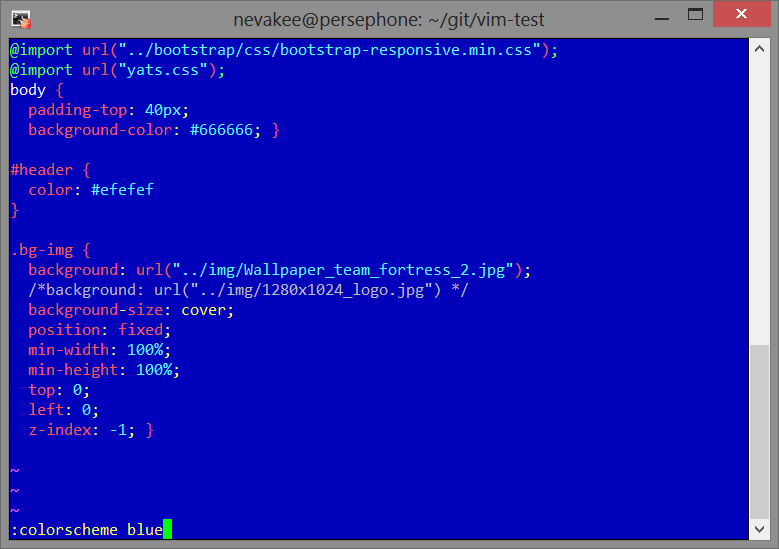 nevakee@persephone: ~/git/vim-test
@import url("../bootstrap/css/bootstrap-responsive.min.css");
@import url("yats.css");
body {
  padding-top: 40px;
  background-color: #666666; }

#header {
  color: #efefef
}

.bg-img {
  background: url("../img/Wallpaper_team_fortress_2.jpg");
  /*background: url("../img/1280x1024_logo.jpg") */
  background-size: cover;
  position: fixed;
  min-width: 100%;
  min-height: 100%;
  top: 0;
  left: 0;
  z-index: -1; }

~
~
~
:colorscheme blue